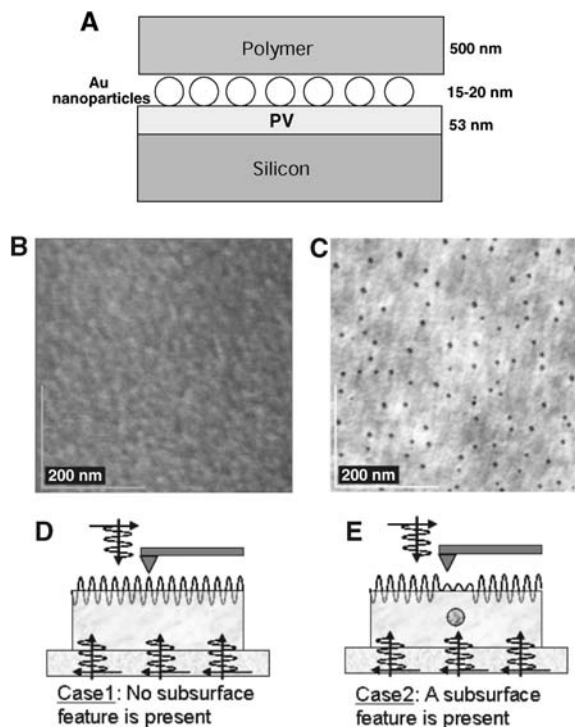 A
Polymer
500 nm
Au
nanoparticles
15-20 nm
PV
53 nm
Silicon
B
C
200 nm
200 nm
D
E
Case1: No subsurface
feature is present
Case2: A subsurface
feature is present